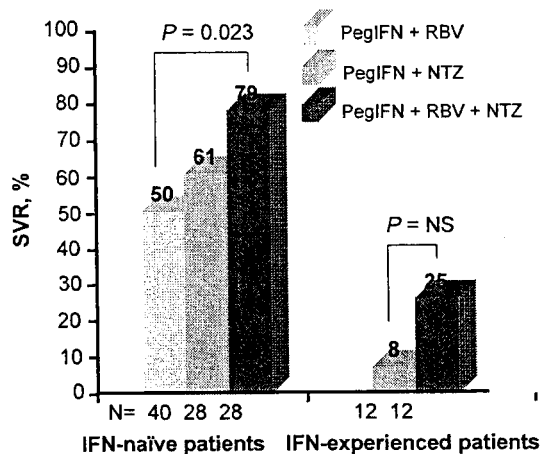 PegIFN + RBV
PegIFN + NTZ
PegIFN + RBV + NTZ
P = 0.023
P = NS
SVR, %
100
90
80
70
60
50
40
30
20
10
0
50
61
79
8
25
N= 40 28 28
12 12
IFN-naïve patients
IFN-experienced patients